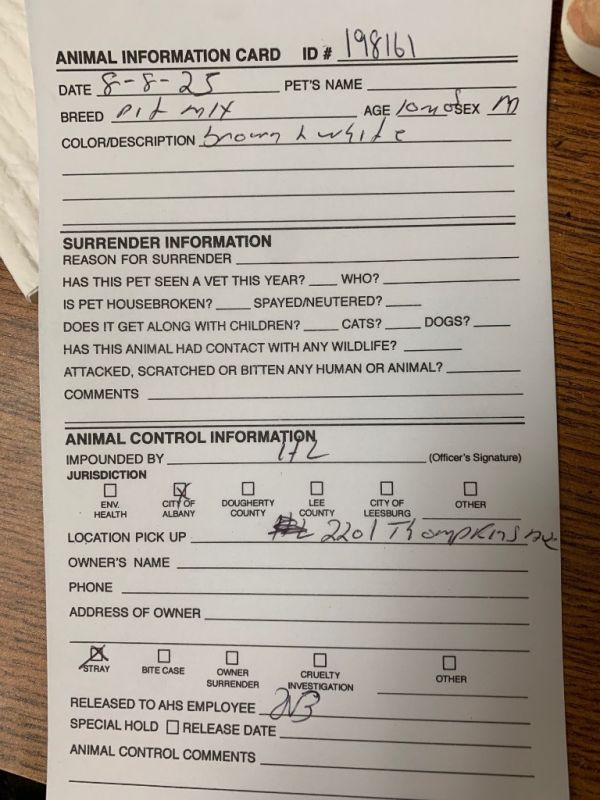 ANIMAL INFORMATION CARD ID # 198161
DATE 8-8-25 PET'S NAME
BREED pit mix AGE 10 mos SEX M
COLOR/DESCRIPTION brown & white
SURRENDER INFORMATION
REASON FOR SURRENDER
HAS THIS PET SEEN A VET THIS YEAR? WHO?
IS PET HOUSEBROKEN? SPAYED/NEUTERED?
DOES IT GET ALONG WITH CHILDREN? CATS? DOGS?
HAS THIS ANIMAL HAD CONTACT WITH ANY WILDLIFE?
ATTACKED, SCRATCHED OR BITTEN ANY HUMAN OR ANIMAL?
COMMENTS
ANIMAL CONTROL INFORMATION
IMPOUNDED BY (Officer's Signature)
JURISDICTION
ENV. HEALTH CITY OF ALBANY DOUGHERTY COUNTY LEE COUNTY CITY OF LEESBURG OTHER
LOCATION PICK UP 2201 Thompkins
OWNER'S NAME
PHONE
ADDRESS OF OWNER
STRAY BITE CASE OWNER SURRENDER CRUELTY INVESTIGATION OTHER
RELEASED TO AHS EMPLOYEE
SPECIAL HOLD RELEASE DATE
ANIMAL CONTROL COMMENTS